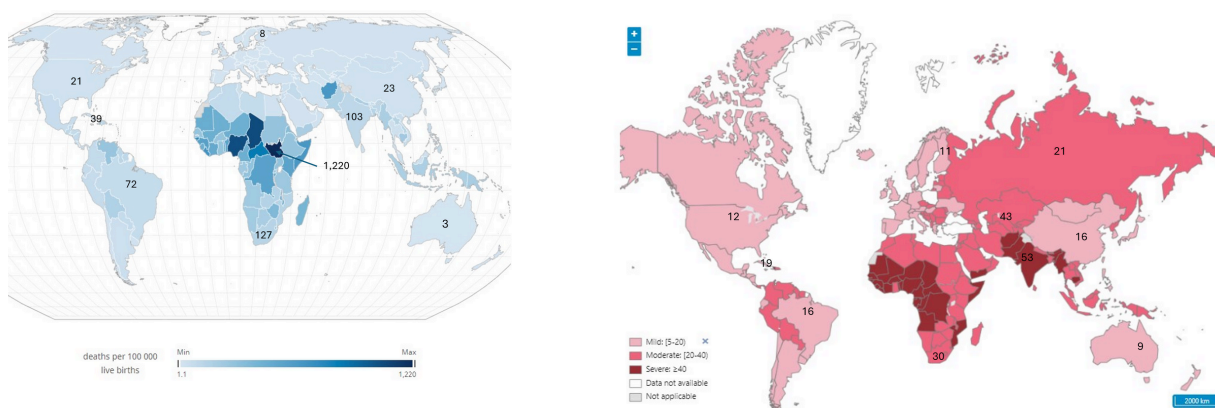 8
21
23
39
103
1,220
72
127
3
deaths per 100 000
live births
Min
Max
1,1
1,220
+
−
11
21
12
43
16
19
53
16
9
30
Mild: [5-20)
×
Moderate: [20-40)
Severe: ≥40
Data not available
Not applicable
2000 km